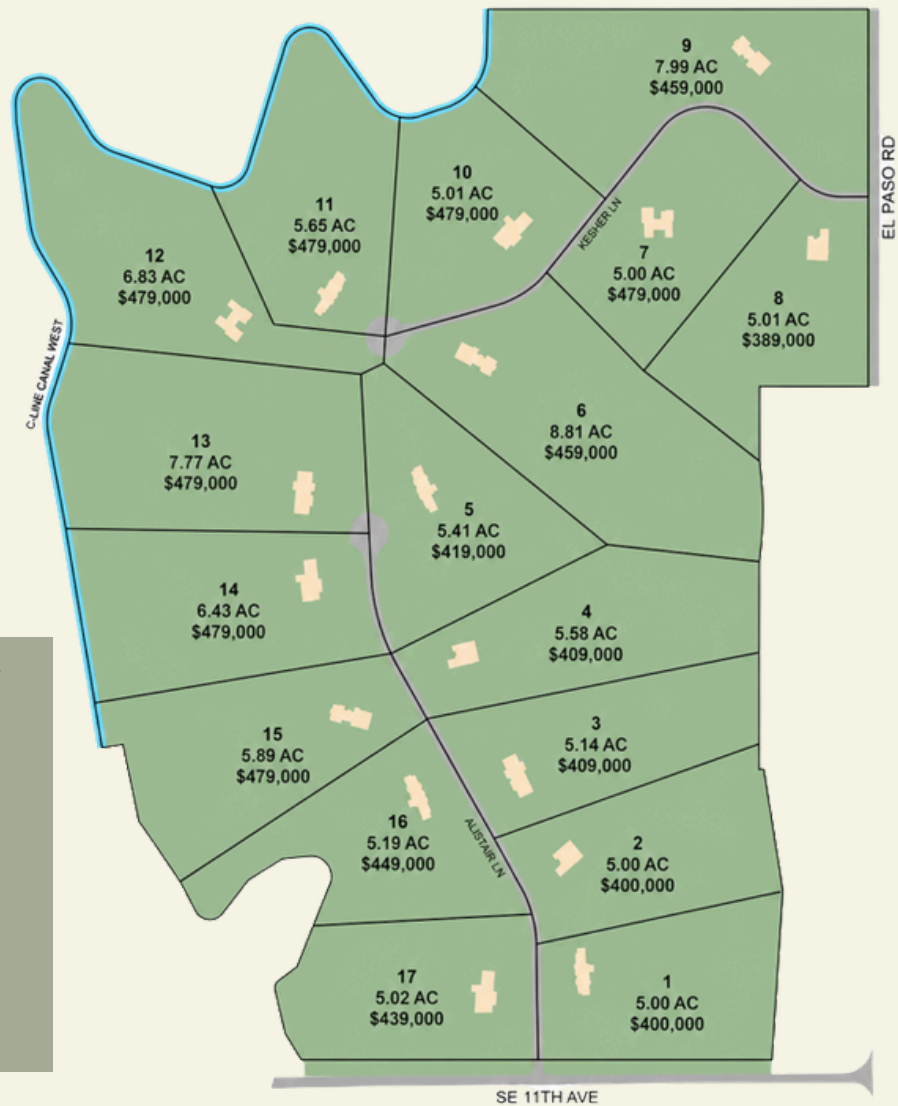 9
7.99 AC
$459,000
EL PASO RD
10
5.01 AC
$479,000
11
5.65 AC
$479,000
KESHER LN
7
5.00 AC
$479,000
12
6.83 AC
$479,000
8
5.01 AC
$389,000
C-LINE CANAL WEST
6
8.81 AC
$459,000
13
7.77 AC
$479,000
5
5.41 AC
$419,000
14
6.43 AC
$479,000
4
5.58 AC
$409,000
15
5.89 AC
$479,000
3
5.14 AC
$409,000
16
5.19 AC
$449,000
ALISTAIR LN
2
5.00 AC
$400,000
17
5.02 AC
$439,000
1
5.00 AC
$400,000
SE 11TH AVE